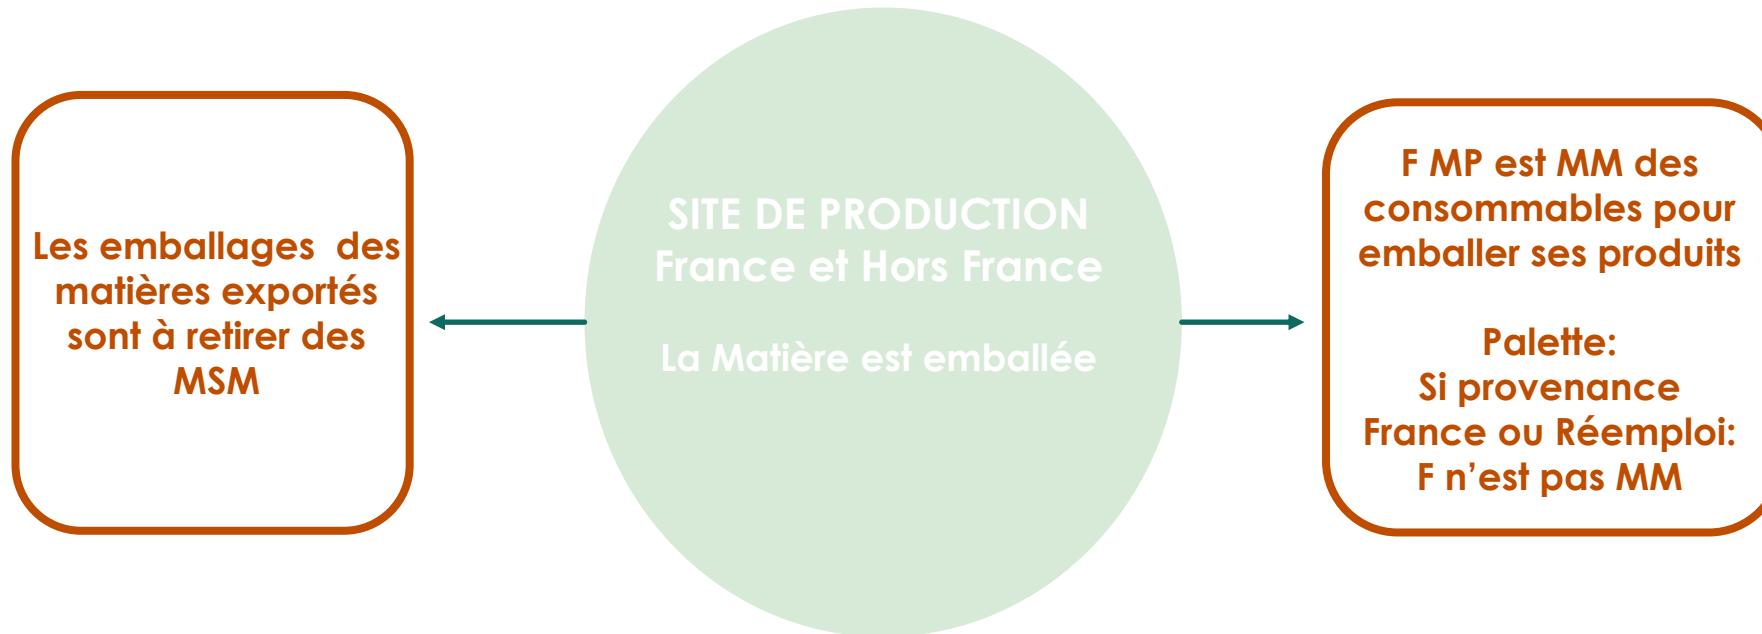 Les emballages  des
matières exportés
sont à retirer des
MSM
SITE DE PRODUCTION
France et Hors France
La Matière est emballée
F MP est MM des
consommables pour
emballer ses produits
Palette:
Si provenance
France ou Réemploi:
F n’est pas MM